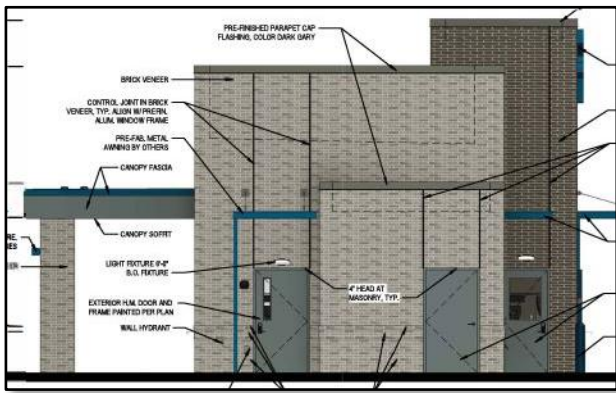 PRE-FINISHED PARAPET CAP
FLASHING, COLOR DARK GARY
BRICK VENEER
CONTROL JOINT IN BRICK
VENEER, TYP. ALIGN W/ PREFIN.
ALUM. WINDOW FRAME
PRE-FAB. METAL
AWNING BY OTHERS
CANOPY FASCIA
CANOPY SOFFIT
RE,
LIGHT FIXTURE 9'-8"
B.O. FIXTURE
4" HEAD AT
MASONRY, TYP.
EXTERIOR H.M. DOOR AND
FRAME PAINTED PER PLAN
WALL HYDRANT